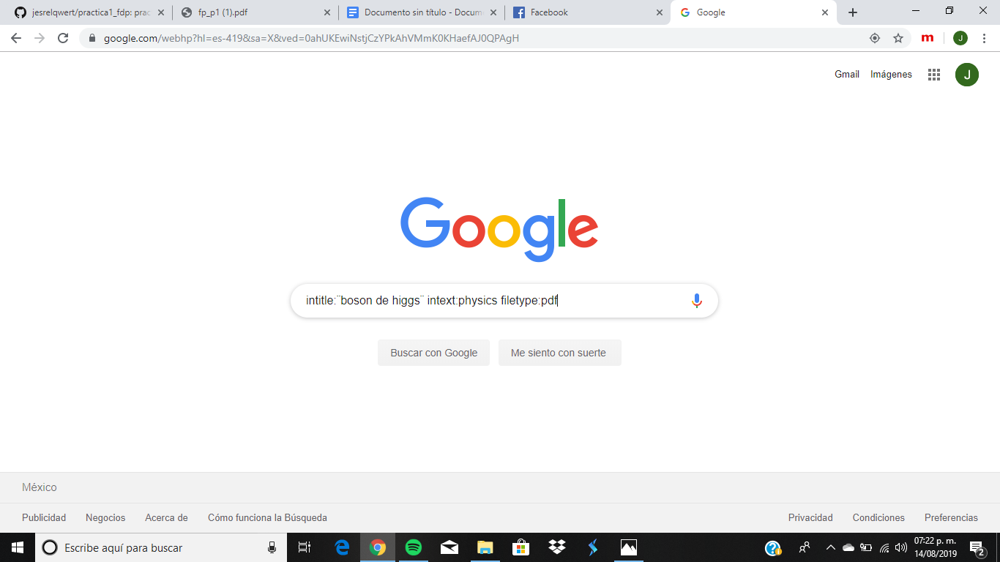 jesrelqwert/practica1_fdp: prac
fp_p1 (1).pdf
Documento sin título - Docum
Facebook
Google
google.com/webhp?hl=es-419&sa=X&ved=0ahUKEwiNstjCzYPkAhVMmK0KHaefAJ0QPAgH
m
J
Gmail
Imágenes
J
Google
intitle:¨boson de higgs¨ intext:physics filetype:pdf
Buscar con Google
Me siento con suerte
México
Publicidad
Negocios
Acerca de
Cómo funciona la Búsqueda
Privacidad
Condiciones
Preferencias
Escribe aquí para buscar
07:22 p. m.
14/08/2019
2